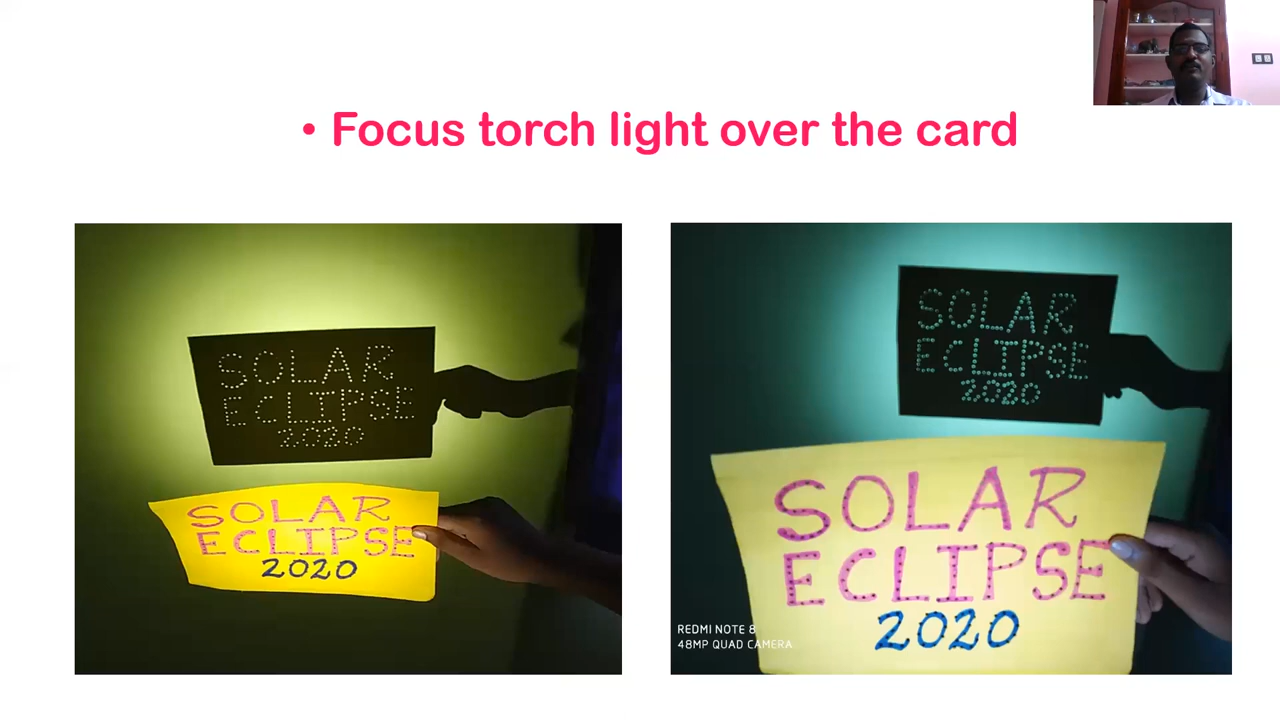 • Focus torch light over the card
SOLAR
ECLIPSE
2020
SOLAR
ECLIPSE
2020
SOLAR
ECLIPSE
2020
SOLAR
ECLIPSE
2020
REDMI NOTE 8
48MP QUAD CAMERA